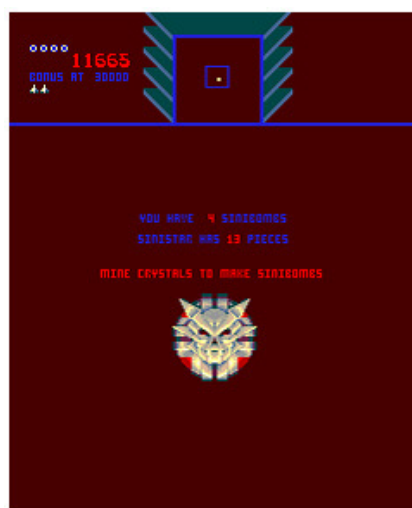 11665
BONUS AT 30000
YOU HAVE 4 SINIBOMBS
SINISTAR HAS 13 PIECES
MINE CRYSTALS TO MAKE SINIBOMBS